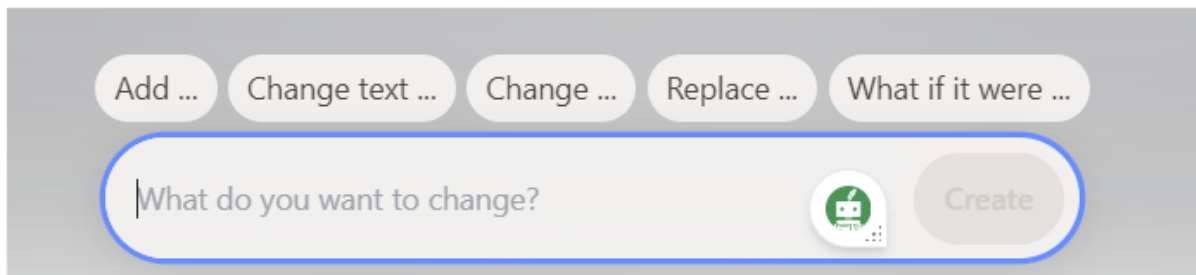 Add ...
Change text ...
Change ...
Replace ...
What if it were ...
What do you want to change?
Create